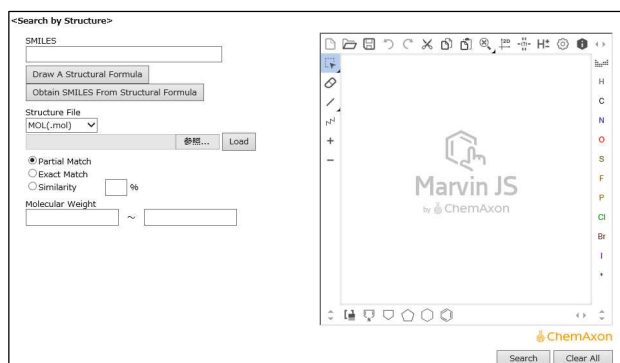 <Search by Structure>
SMILES
Draw A Structural Formula
Obtain SMILES From Structural Formula
Structure File
MOL(.mol)
参照... Load
Partial Match
Exact Match
Similarity %
Molecular Weight
～
2D
H±
H
C
N
O
S
F
P
Cl
Br
I
*
Marvin JS
by ChemAxon
ChemAxon
Search Clear All